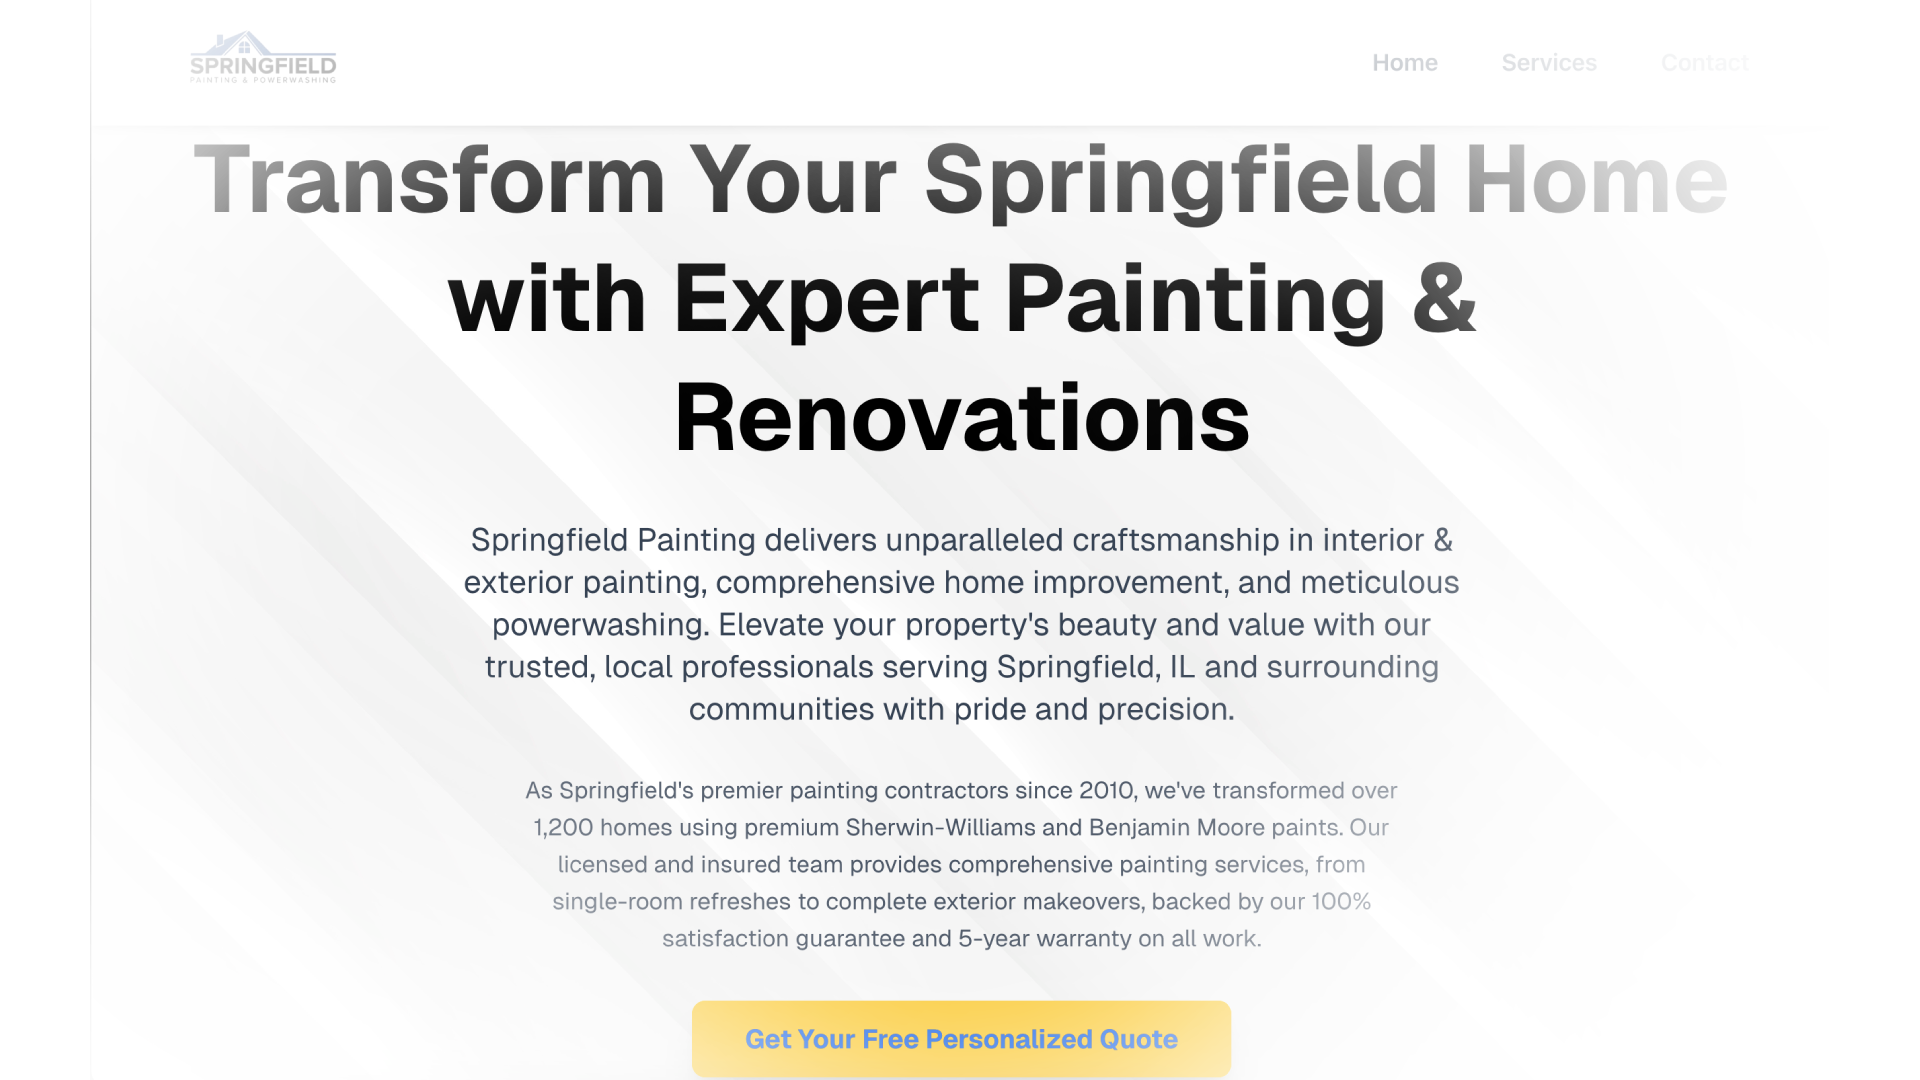 SPRINGFIELD
PAINTING & POWERWASHING
Home Services Contact
Transform Your Springfield Home
with Expert Painting &
Renovations
Springfield Painting delivers unparalleled craftsmanship in interior &
exterior painting, comprehensive home improvement, and meticulous
powerwashing. Elevate your property's beauty and value with our
trusted, local professionals serving Springfield, IL and surrounding
communities with pride and precision.
As Springfield's premier painting contractors since 2010, we've transformed over
1,200 homes using premium Sherwin-Williams and Benjamin Moore paints. Our
licensed and insured team provides comprehensive painting services, from
single-room refreshes to complete exterior makeovers, backed by our 100%
satisfaction guarantee and 5-year warranty on all work.
Get Your Free Personalized Quote